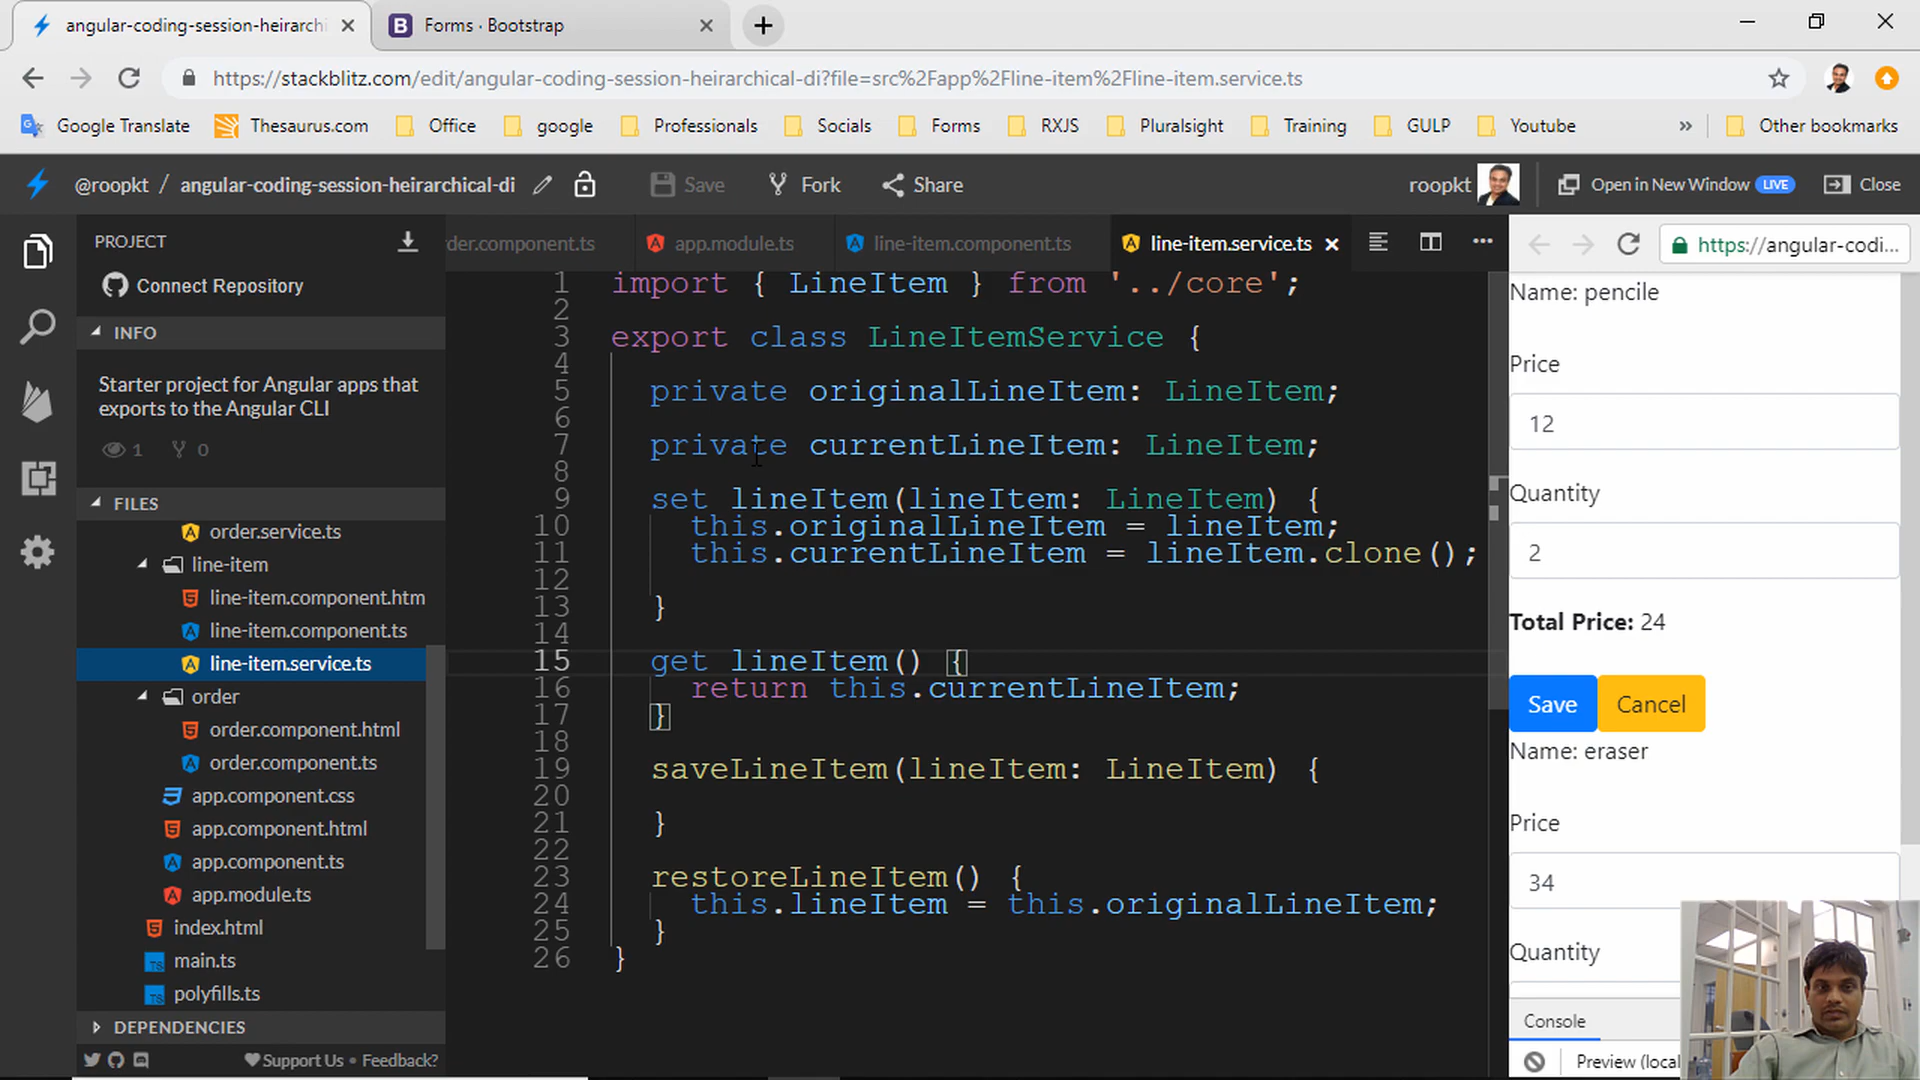 angular-coding-session-heirarchi
Forms · Bootstrap
https://stackblitz.com/edit/angular-coding-session-heirarchical-di?file=src%2Fapp%2Fline-item%2Fline-item.service.ts
Google Translate
Thesaurus.com
Office
google
Professionals
Socials
Forms
RXJS
Pluralsight
Training
GULP
Youtube
»
Other bookmarks
@roopkt / angular-coding-session-heirarchical-di
Save
Fork
Share
roopkt
Open in New Window LIVE
Close
PROJECT
Connect Repository
INFO
Starter project for Angular apps that
exports to the Angular CLI
1
0
FILES
order.service.ts
line-item
line-item.component.htm
line-item.component.ts
line-item.service.ts
order
order.component.html
order.component.ts
app.component.css
app.component.html
app.component.ts
app.module.ts
index.html
main.ts
polyfills.ts
DEPENDENCIES
Support Us • Feedback?
der.component.ts
app.module.ts
line-item.component.ts
line-item.service.ts
1 import { LineItem } from '../core';
2
3 export class LineItemService {
4
5 private originalLineItem: LineItem;
6
7 private currentLineItem: LineItem;
8
9 set lineItem(lineItem: LineItem) {
10 this.originalLineItem = lineItem;
11 this.currentLineItem = lineItem.clone();
12
13 }
14
15 get lineItem() {
16 return this.currentLineItem;
17 }
18
19 saveLineItem(lineItem: LineItem) {
20
21 }
22
23 restoreLineItem() {
24 this.lineItem = this.originalLineItem;
25 }
26 }
https://angular-codi...
Name: pencile
Price
12
Quantity
2
Total Price: 24
Save
Cancel
Name: eraser
Price
34
Quantity
Console
Preview (local